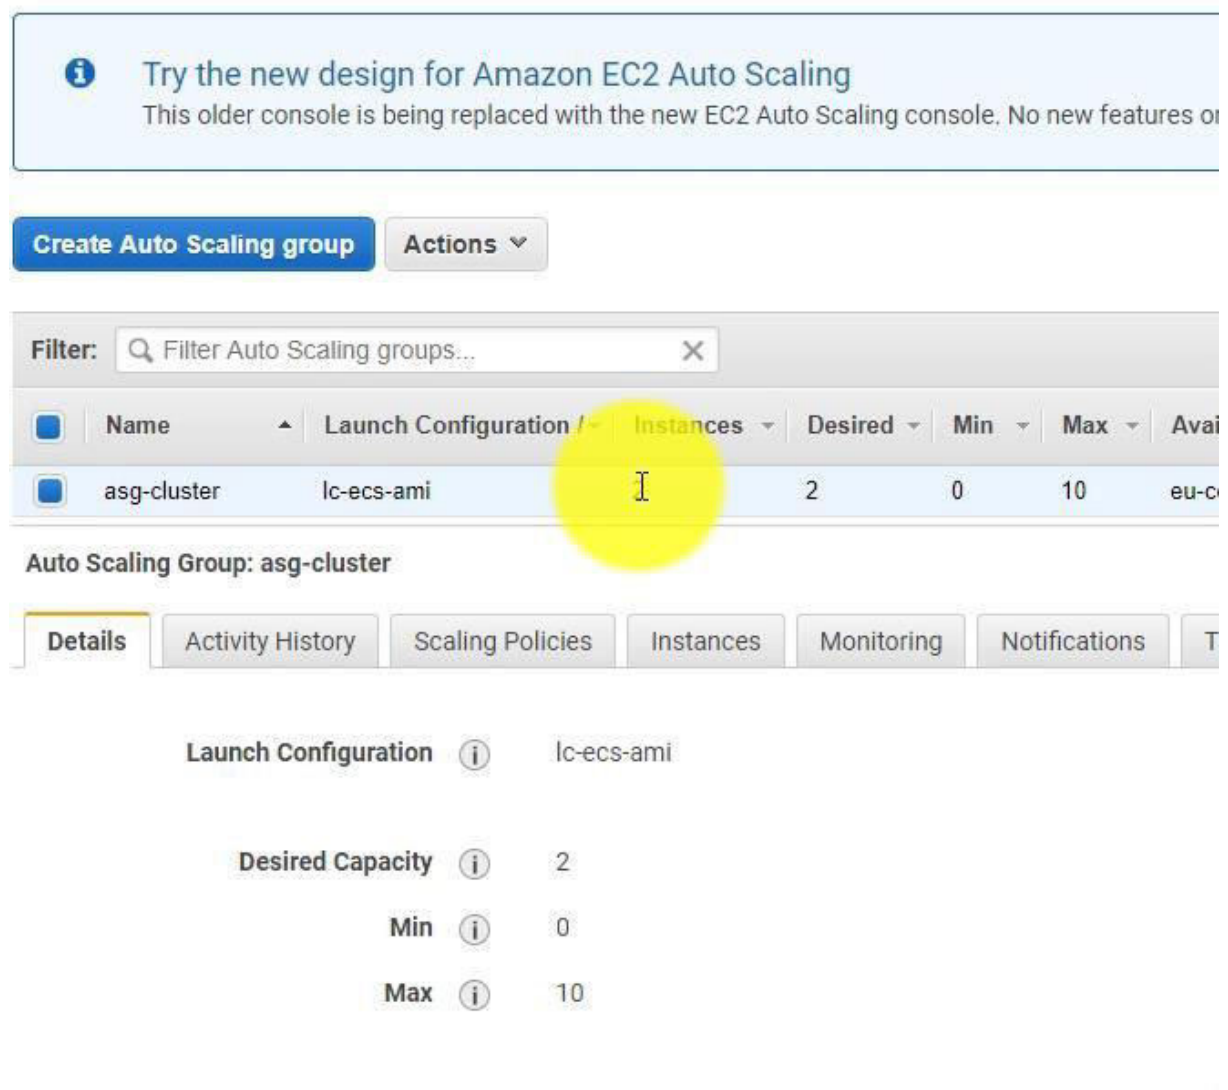 Try the new design for Amazon EC2 Auto Scaling
This older console is being replaced with the new EC2 Auto Scaling console. No new features or
Create Auto Scaling group Actions
Filter: Filter Auto Scaling groups...
Name Launch Configuration / Instances Desired Min Max Avai
asg-cluster lc-ecs-ami 2 0 10 eu-ce
Auto Scaling Group: asg-cluster
Details Activity History Scaling Policies Instances Monitoring Notifications T
Launch Configuration lc-ecs-ami
Desired Capacity 2
Min 0
Max 10